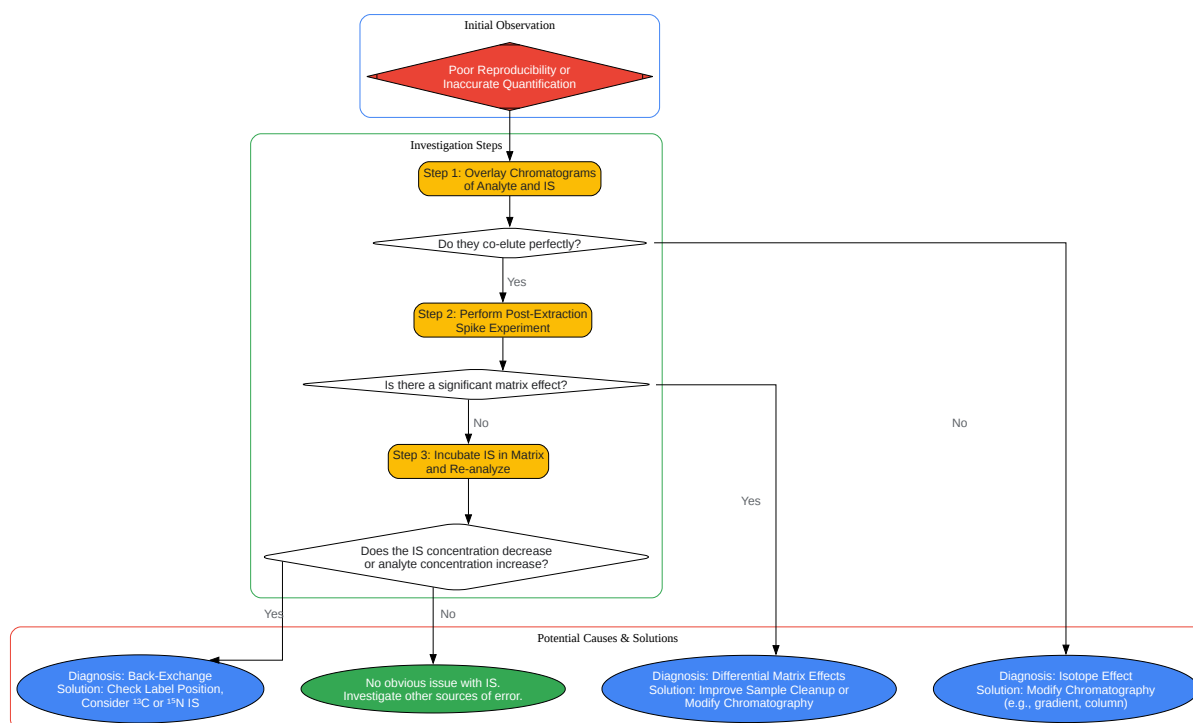 Initial Observation
Poor Reproducibility or
Inaccurate Quantification
Investigation Steps
Step 1: Overlay Chromatograms
of Analyte and IS
Do they co-elute perfectly?
Yes
Step 2: Perform Post-Extraction
Spike Experiment
Is there a significant matrix effect?
No
No
Step 3: Incubate IS in Matrix
and Re-analyze
Yes
Does the IS concentration decrease
or analyte concentration increase?
Yes
No
Potential Causes & Solutions
Diagnosis: Back-Exchange
Solution: Check Label Position,
Consider ¹³C or ¹⁵N IS
No obvious issue with IS.
Investigate other sources of error.
Diagnosis: Differential Matrix Effects
Solution: Improve Sample Cleanup or
Modify Chromatography
Diagnosis: Isotope Effect
Solution: Modify Chromatography
(e.g., gradient, column)